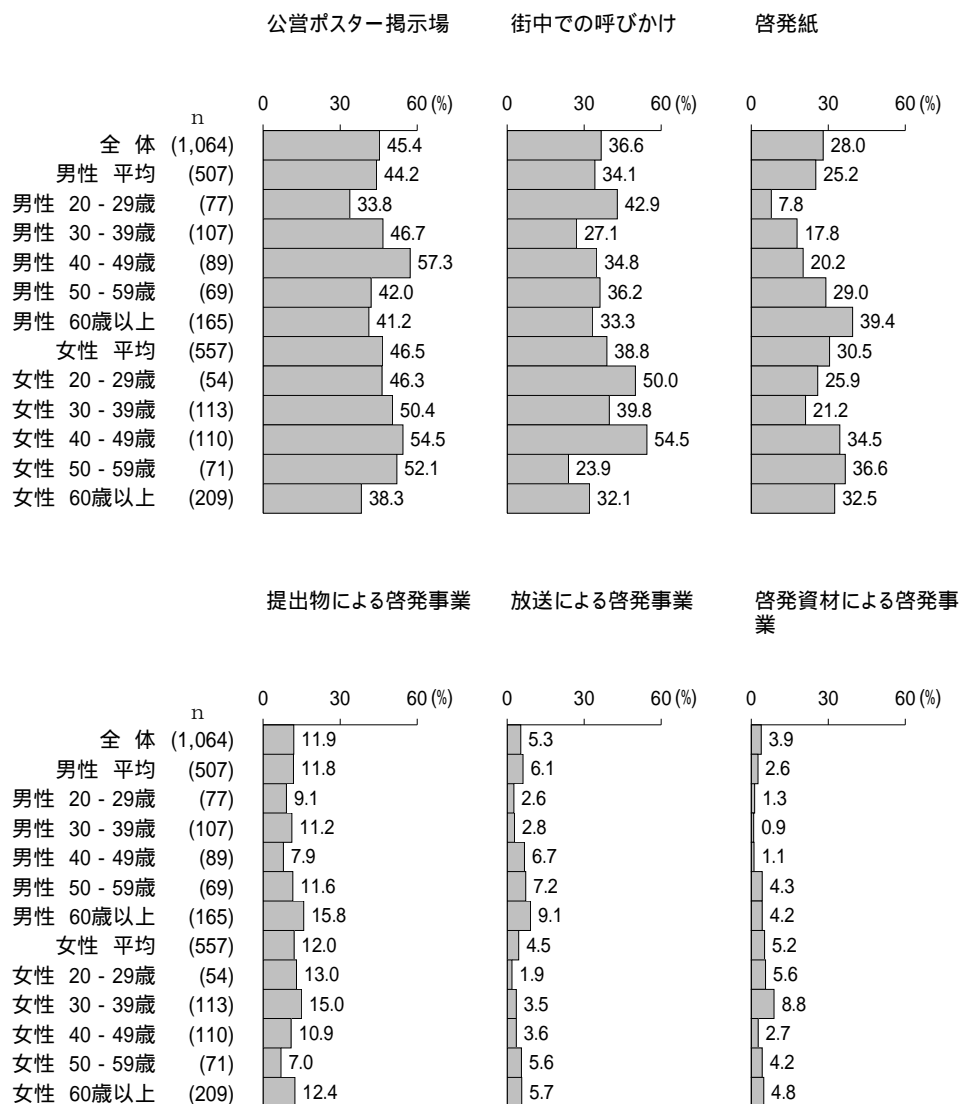 公営ポスター掲示場 街中での呼びかけ 啓発紙
0 30 60 (%) 0 30 60 (%) 0 30 60 (%)
n
全 体 (1,064) 45.4 36.6 28.0
男性 平均 (507) 44.2 34.1 25.2
男性 20 - 29歳 (77) 33.8 42.9 7.8
男性 30 - 39歳 (107) 46.7 27.1 17.8
男性 40 - 49歳 (89) 57.3 34.8 20.2
男性 50 - 59歳 (69) 42.0 36.2 29.0
男性 60歳以上 (165) 41.2 33.3 39.4
女性 平均 (557) 46.5 38.8 30.5
女性 20 - 29歳 (54) 46.3 50.0 25.9
女性 30 - 39歳 (113) 50.4 39.8 21.2
女性 40 - 49歳 (110) 54.5 54.5 34.5
女性 50 - 59歳 (71) 52.1 23.9 36.6
女性 60歳以上 (209) 38.3 32.1 32.5
提出物による啓発事業 放送による啓発事業 啓発資材による啓発事
業
0 30 60 (%) 0 30 60 (%) 0 30 60 (%)
n
全 体 (1,064) 11.9 5.3 3.9
男性 平均 (507) 11.8 6.1 2.6
男性 20 - 29歳 (77) 9.1 2.6 1.3
男性 30 - 39歳 (107) 11.2 2.8 0.9
男性 40 - 49歳 (89) 7.9 6.7 1.1
男性 50 - 59歳 (69) 11.6 7.2 4.3
男性 60歳以上 (165) 15.8 9.1 4.2
女性 平均 (557) 12.0 4.5 5.2
女性 20 - 29歳 (54) 13.0 1.9 5.6
女性 30 - 39歳 (113) 15.0 3.5 8.8
女性 40 - 49歳 (110) 10.9 3.6 2.7
女性 50 - 59歳 (71) 7.0 5.6 4.2
女性 60歳以上 (209) 12.4 5.7 4.8